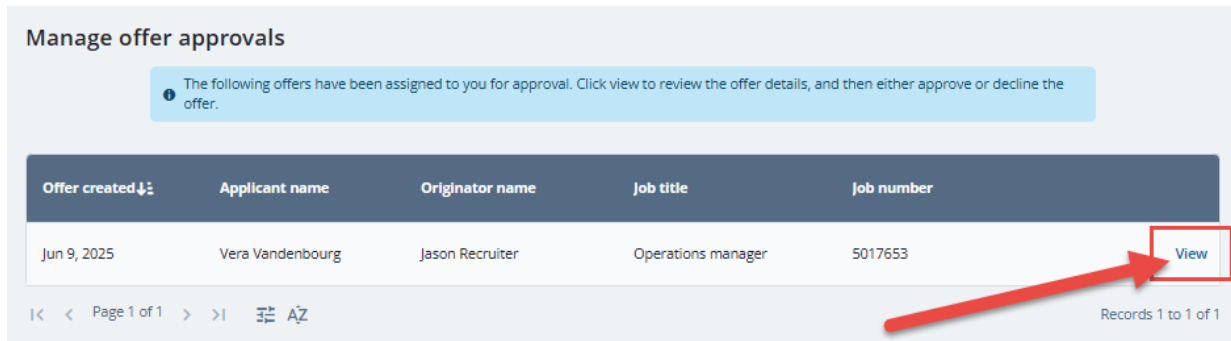 Manage offer approvals
The following offers have been assigned to you for approval. Click view to review the offer details, and then either approve or decline the
offer.
Offer created Applicant name Originator name Job title Job number
Jun 9, 2025 Vera Vandenbourg Jason Recruiter Operations manager 5017653 View
Page 1 of 1 AZ Records 1 to 1 of 1